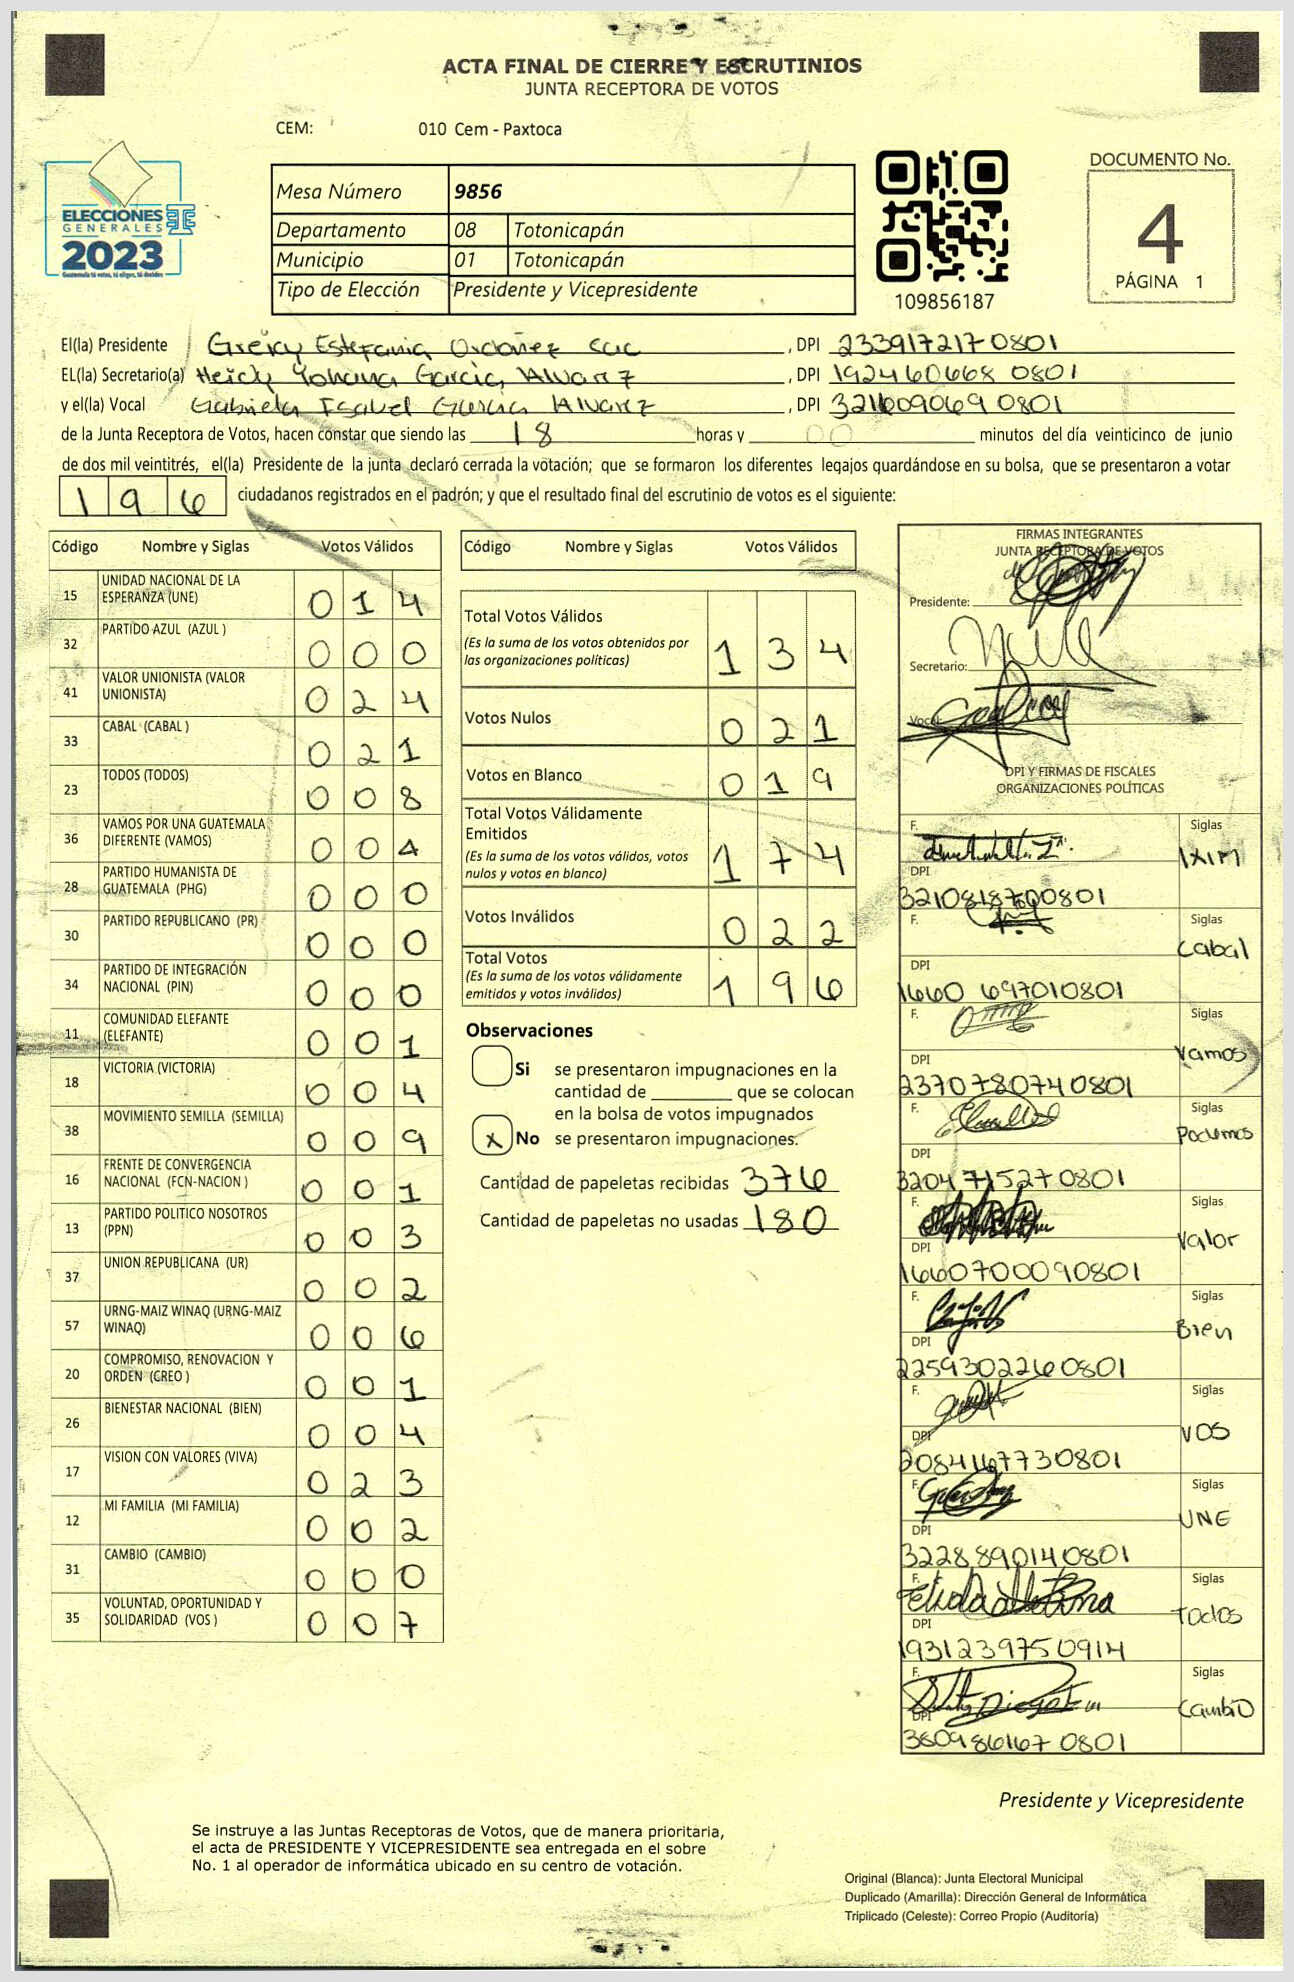 ACTA FINAL DE CIERRE Y ESCRUTINIOS
JUNTA RECEPTORA DE VOTOS
CEM: 010 Cem - Paxtoca
ELECCIONES
GENERALES
2023
Guatemala tú votas, tú eliges, tú decides
Mesa Número 9856
Departamento 08 Totonicapán
Municipio 01 Totonicapán
Tipo de Elección Presidente y Vicepresidente
109856187
DOCUMENTO No.
4
PÁGINA 1
El(la) Presidente Greicy Estefania Ordoñez , DPI 2339172170801
EL(la) Secretario(a) Heidy Yohana Garcia Alvarez , DPI 1924606680801
y el(la) Vocal Gabriela Isabel Garcia Alvarez , DPI
de la Junta Receptora de Votos, hacen constar que siendo las 18 horas y 00 minutos del día veinticinco de junio
de dos mil veintitrés, el(la) Presidente de la junta declaró cerrada la votación; que se formaron los diferentes legajos guardándose en su bolsa, que se presentaron a votar
196 ciudadanos registrados en el padrón; y que el resultado final del escrutinio de votos es el siguiente:
Código Nombre y Siglas Votos Válidos
15 UNIDAD NACIONAL DE LA ESPERANZA (UNE) 014
32 PARTIDO AZUL (AZUL ) 000
41 VALOR UNIONISTA (VALOR UNIONISTA) 024
33 CABAL (CABAL ) 021
23 TODOS (TODOS) 008
36 VAMOS POR UNA GUATEMALA DIFERENTE (VAMOS) 004
28 PARTIDO HUMANISTA DE GUATEMALA (PHG) 000
30 PARTIDO REPUBLICANO (PR) 000
34 PARTIDO DE INTEGRACIÓN NACIONAL (PIN) 000
11 COMUNIDAD ELEFANTE (ELEFANTE) 001
18 VICTORIA (VICTORIA) 004
38 MOVIMIENTO SEMILLA (SEMILLA) 009
16 FRENTE DE CONVERGENCIA NACIONAL (FCN-NACION ) 001
13 PARTIDO POLITICO NOSOTROS (PPN) 003
37 UNION REPUBLICANA (UR) 002
57 URNG-MAIZ WINAQ (URNG-MAIZ WINAQ) 006
20 COMPROMISO, RENOVACION Y ORDEN (CREO ) 001
26 BIENESTAR NACIONAL (BIEN) 004
17 VISION CON VALORES (VIVA) 023
12 MI FAMILIA (MI FAMILIA) 002
31 CAMBIO (CAMBIO) 000
35 VOLUNTAD, OPORTUNIDAD Y SOLIDARIDAD (VOS ) 007
Código Nombre y Siglas Votos Válidos
Total Votos Válidos 134
(Es la suma de los votos obtenidos por
las organizaciones políticas)
Votos Nulos 021
Votos en Blanco 019
Total Votos Válidamente
Emitidos 174
(Es la suma de los votos válidos, votos
nulos y votos en blanco)
Votos Inválidos 022
Total Votos 196
(Es la suma de los votos válidamente
emitidos y votos inválidos)
Observaciones
Si se presentaron impugnaciones en la
cantidad de ________ que se colocan
en la bolsa de votos impugnados
x No se presentaron impugnaciones.
Cantidad de papeletas recibidas 376
Cantidad de papeletas no usadas 180
FIRMAS INTEGRANTES
JUNTA RECEPTORA DE VOTOS
Presidente:
Secretario:
Vocal:
DPI Y FIRMAS DE FISCALES
ORGANIZACIONES POLÍTICAS
F. Siglas
IXIM
DPI
3210818700801
F. Siglas
Cabal
DPI
1660 697010801
F. Siglas
Vamos
DPI
2370780740801
F. Siglas
Podemos
DPI
3204715270801
F. Siglas
Valor
DPI
1660700090801
F. Siglas
Bien
DPI
2259302260801
F. Siglas
VOS
DPI
2084167730801
F. Siglas
UNE
DPI
3228890140801
F. Siglas
Todos
DPI
1931239750914
F. Siglas
Cambio
DPI
3809861670801
Presidente y Vicepresidente
Se instruye a las Juntas Receptoras de Votos, que de manera prioritaria,
el acta de PRESIDENTE Y VICEPRESIDENTE sea entregada en el sobre
No. 1 al operador de informática ubicado en su centro de votación.
Original (Blanca): Junta Electoral Municipal
Duplicado (Amarilla): Dirección General de Informática
Triplicado (Celeste): Correo Propio (Auditoría)